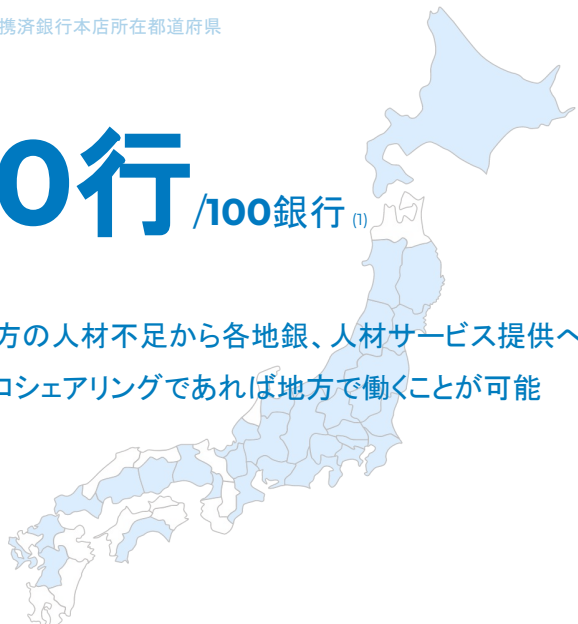 携済銀行本店所在都道府県
0行/100銀行(1)
方の人材不足から各地銀、人材サービス提供へ
ロシェアリングであれば地方で働くことが可能